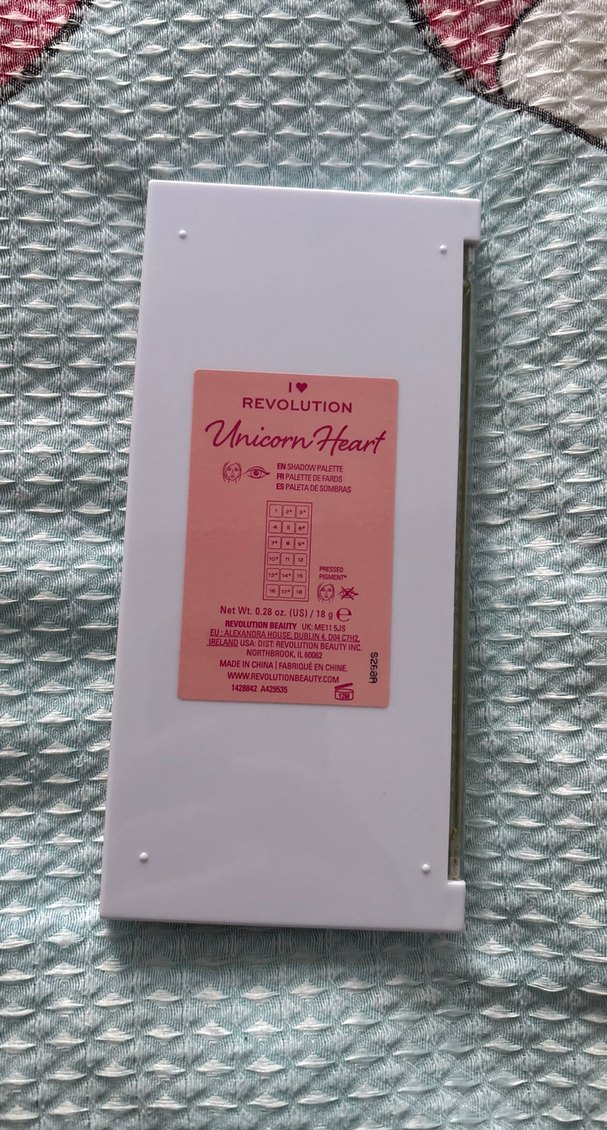 I ♥
REVOLUTION
Unicorn Heart
EN SHADOW PALETTE
FR PALETTE DE FARDS
ES PALETA DE SOMBRAS
1 2* 3*
4 5 6*
7* 8 9*
10* 11 12
13* 14* 15
16 17* 18
PRESSED
PIGMENT*
Net Wt. 0.28 oz. (US) / 18 g ℮
REVOLUTION BEAUTY UK: ME11 5JS
EU: ALEXANDRA HOUSE, DUBLIN 4, D04 C7H2,
IRELAND USA: DIST: REVOLUTION BEAUTY INC.
NORTHBROOK, IL 60062
MADE IN CHINA | FABRIQUÉ EN CHINE.
WWW.REVOLUTIONBEAUTY.COM
1428842 A429535
12M